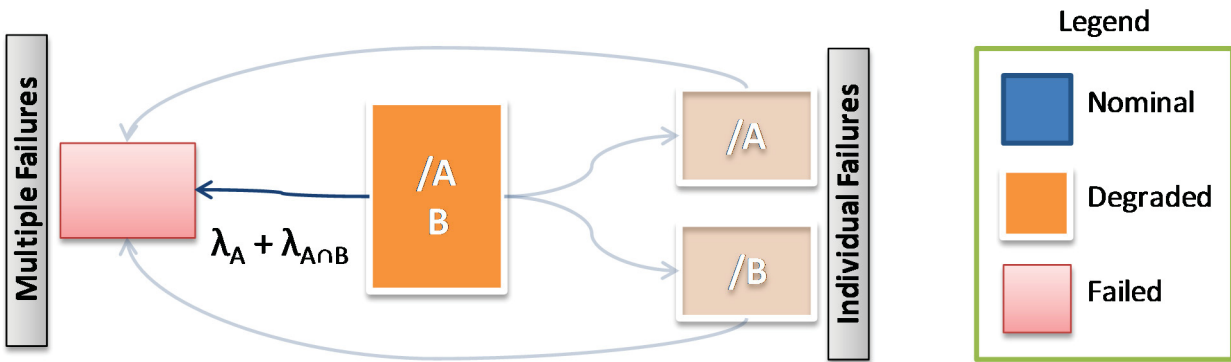 Multiple Failures
λA + λA∩B
/A
B
/A
/B
Individual Failures
Legend
Nominal
Degraded
Failed